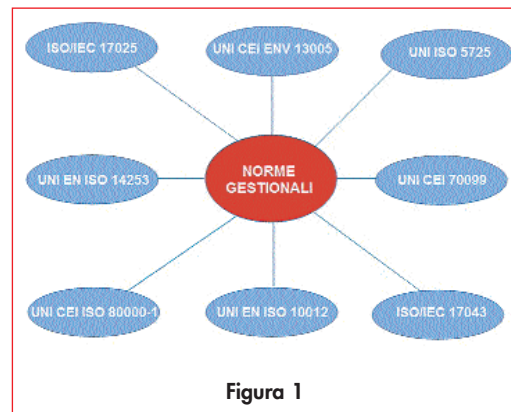 ISO/IEC 17025
UNI CEI ENV 13005
UNI ISO 5725
UNI EN ISO 14253
NORME
GESTIONALI
UNI CEI 70099
UNI CEI ISO 80000-1
UNI EN ISO 10012
ISO/IEC 17043
Figura 1